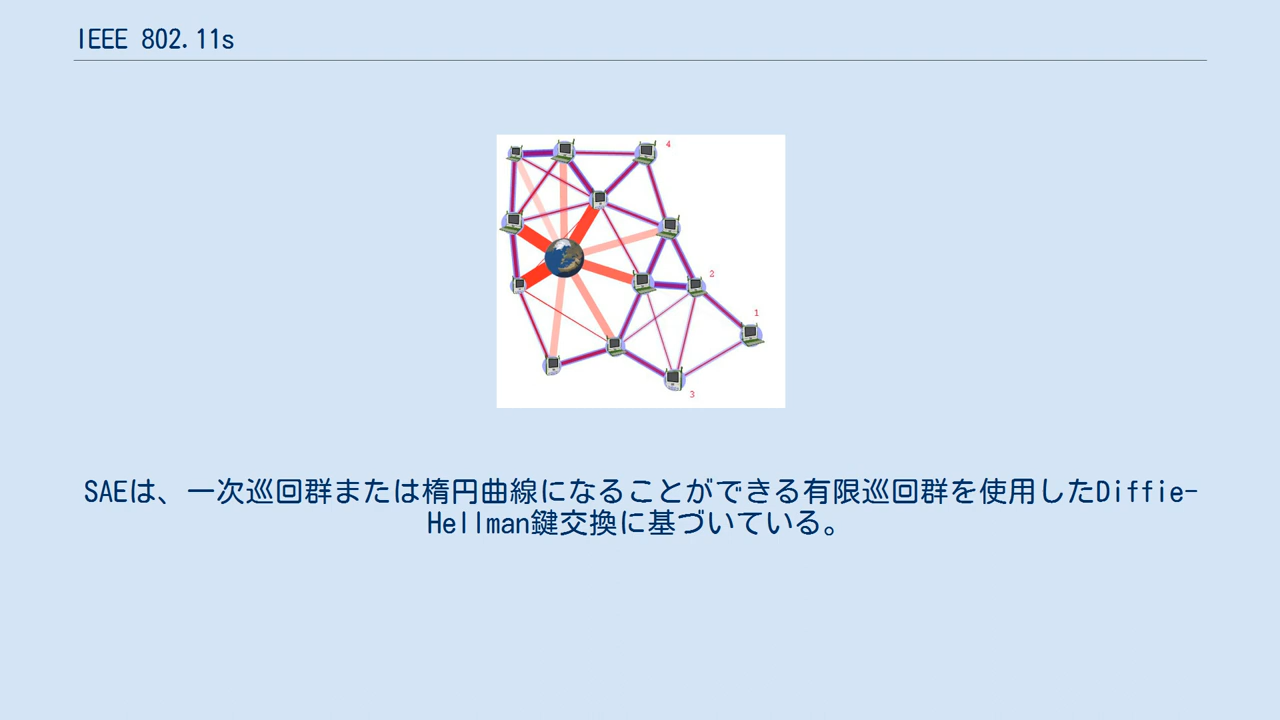 IEEE 802.11s
4
2
1
3
SAEは、一次巡回群または楕円曲線になることができる有限巡回群を使用したDiffie-
Hellman鍵交換に基づいている。